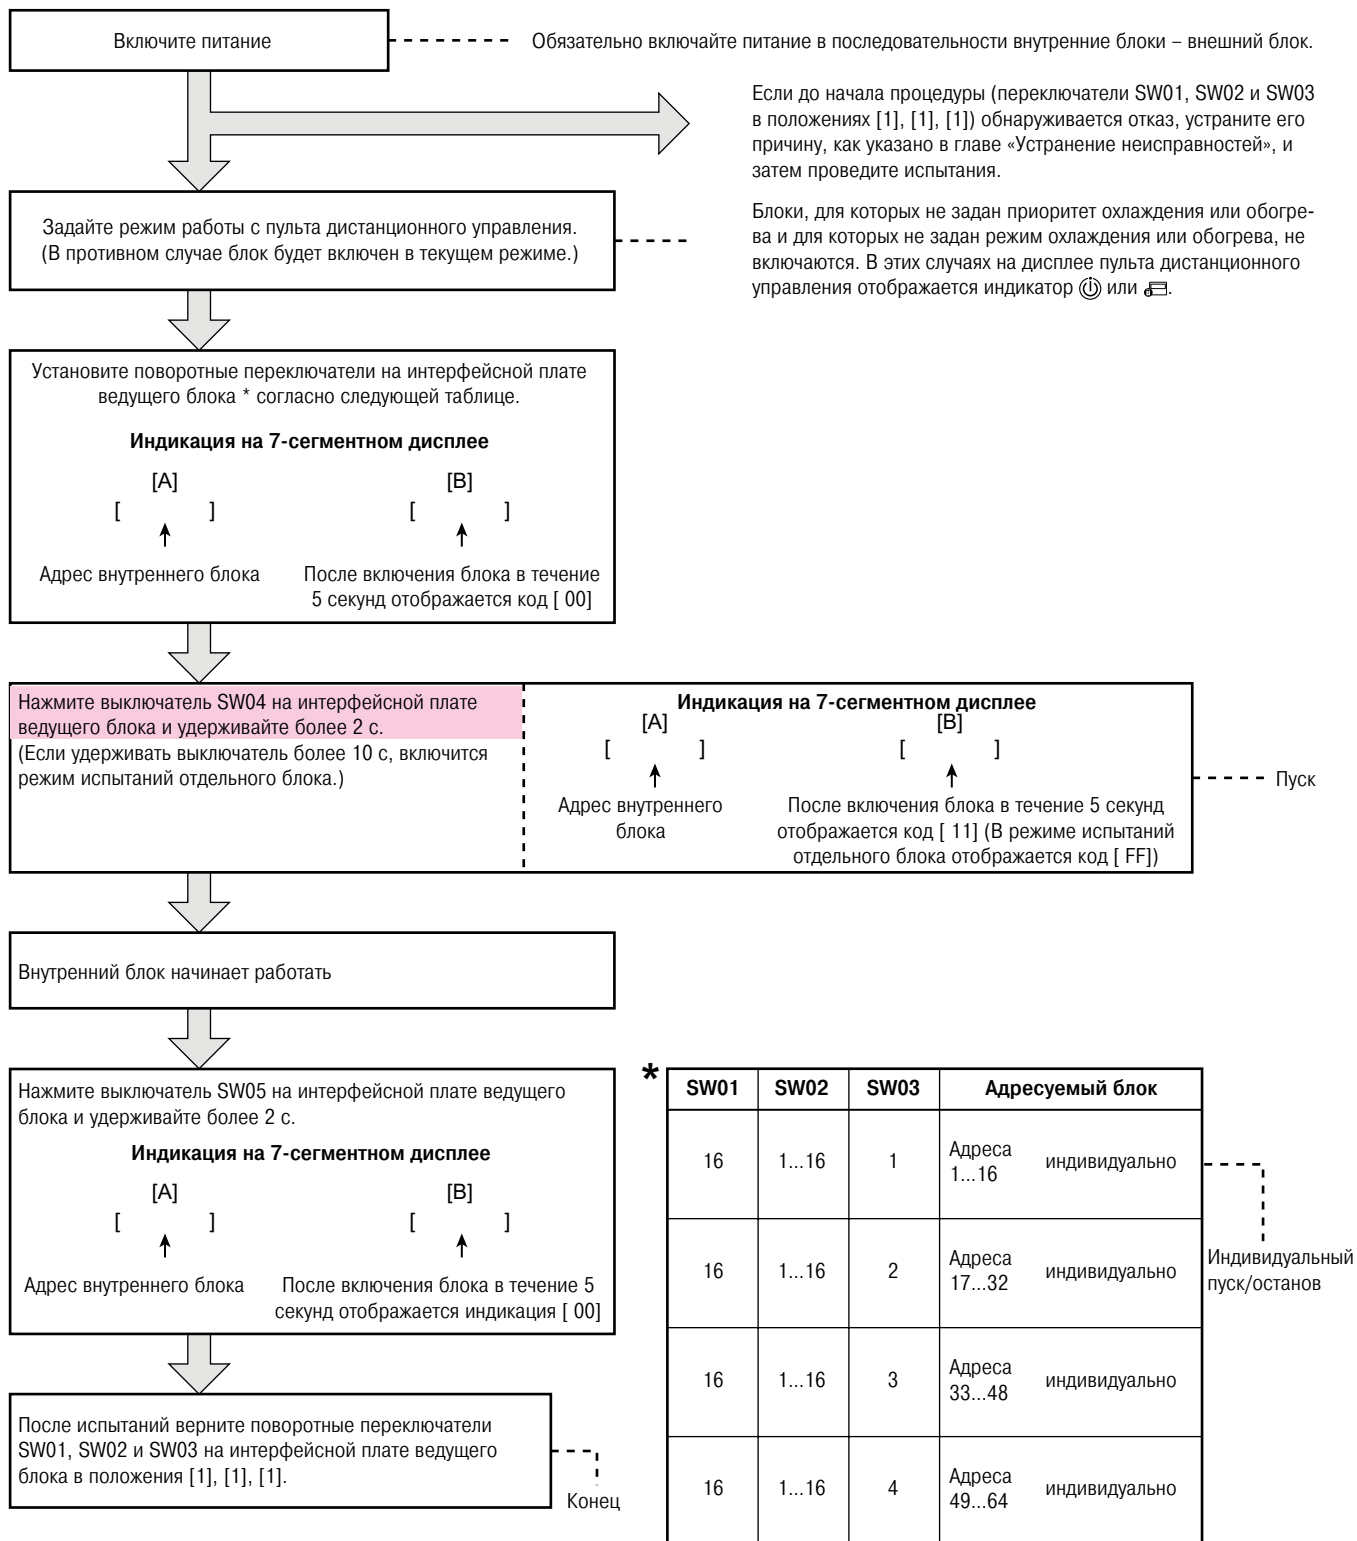 Включите питание
Обязательно включайте питание в последовательности внутренние блоки – внешний блок.
Если до начала процедуры (переключатели SW01, SW02 и SW03
в положениях [1], [1], [1]) обнаруживается отказ, устраните его
причину, как указано в главе «Устранение неисправностей», и
затем проведите испытания.
Задайте режим работы с пульта дистанционного управления.
(В противном случае блок будет включен в текущем режиме.)
Блоки, для которых не задан приоритет охлаждения или обогре-
ва и для которых не задан режим охлаждения или обогрева, не
включаются. В этих случаях на дисплее пульта дистанционного
управления отображается индикатор или .
Установите поворотные переключатели на интерфейсной плате
ведущего блока * согласно следующей таблице.
Индикация на 7-сегментном дисплее
[A] [B]
[ ] [ ]
Адрес внутреннего блока
После включения блока в течение
5 секунд отображается код [ 00]
Нажмите выключатель SW04 на интерфейсной плате
ведущего блока и удерживайте более 2 с.
(Если удерживать выключатель более 10 с, включится
режим испытаний отдельного блока.)
Индикация на 7-сегментном дисплее
[A] [B]
[ ] [ ]
Адрес внутреннего
блока
После включения блока в течение 5 секунд
отображается код [ 11] (В режиме испытаний
отдельного блока отображается код [ FF])
Пуск
Внутренний блок начинает работать
Нажмите выключатель SW05 на интерфейсной плате ведущего
блока и удерживайте более 2 с.
Индикация на 7-сегментном дисплее
[A] [B]
[ ] [ ]
Адрес внутреннего блока
После включения блока в течение 5
секунд отображается индикация [ 00]
После испытаний верните поворотные переключатели
SW01, SW02 и SW03 на интерфейсной плате ведущего
блока в положения [1], [1], [1].
Конец
*
SW01 SW02 SW03 Адресуемый блок
16 1...16 1 Адреса 1...16 индивидуально
16 1...16 2 Адреса 17...32 индивидуально
16 1...16 3 Адреса 33...48 индивидуально
16 1...16 4 Адреса 49...64 индивидуально
Индивидуальный
пуск/останов